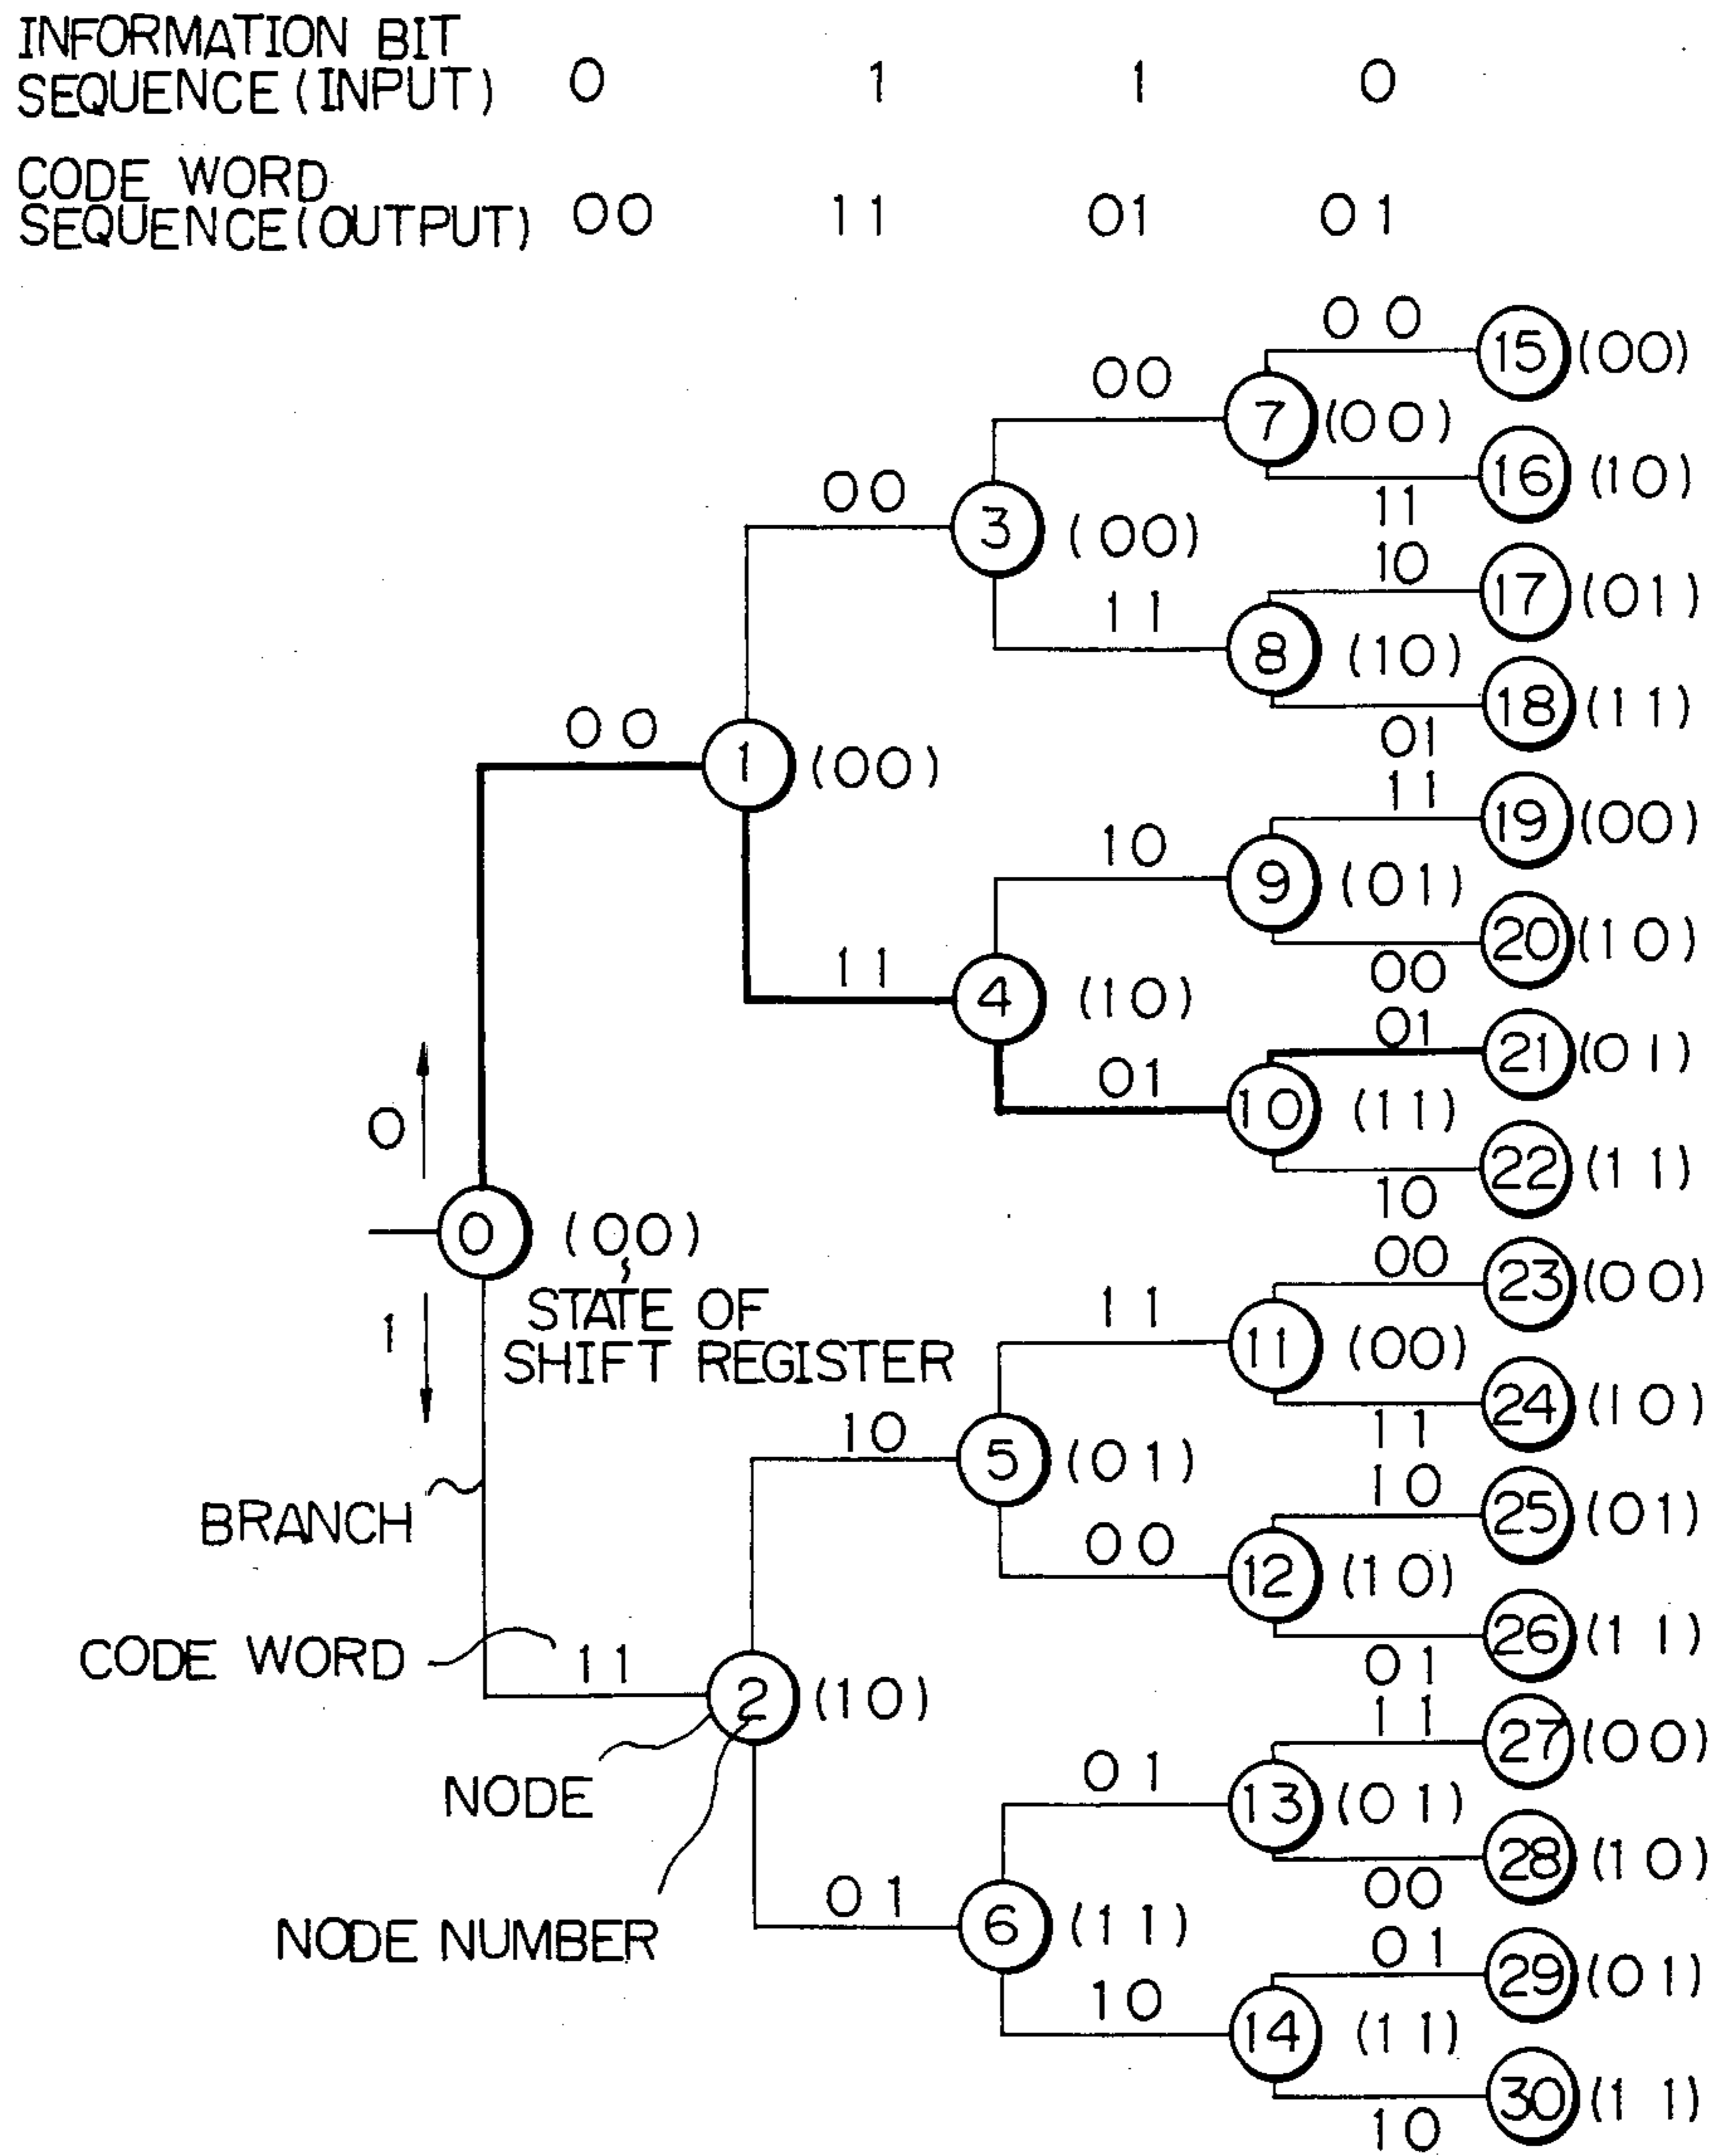 INFORMATION BIT
SEQUENCE (INPUT) 0 1 1 0
CODE WORD
SEQUENCE (OUTPUT) 00 11 01 01
00 15 (00)
00 7 (00)
16 (10)
00 3 (00) 11
10 17 (01)
11 8 (10)
18 (11)
00 1 (00) 01
11 19 (00)
10 9 (01)
20 (10)
11 4 (10) 00
01 21 (01)
01 10 (11)
0 22 (11)
10
0 (00) 00 23 (00)
STATE OF 11 11 (00)
1 SHIFT REGISTER 24 (10)
11
10 5 (01) 10 25 (01)
BRANCH 00 12 (10)
26 (11)
CODE WORD 11 01
2 (10) 11 27 (00)
NODE 01 13 (01)
28 (10)
00
01 6 (11) 01 29 (01)
NODE NUMBER 10 14 (11)
30 (11)
10